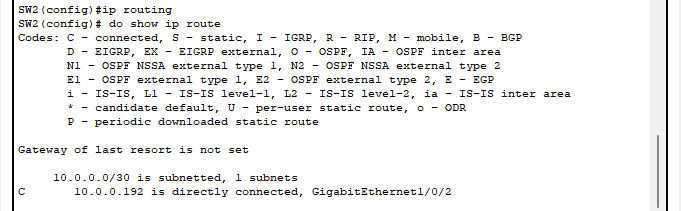 SW2(config)#ip routing
SW2(config)# do show ip route
Codes: C - connected, S - static, I - IGRP, R - RIP, M - mobile, B - BGP
D - EIGRP, EX - EIGRP external, O - OSPF, IA - OSPF inter area
N1 - OSPF NSSA external type 1, N2 - OSPF NSSA external type 2
E1 - OSPF external type 1, E2 - OSPF external type 2, E - EGP
i - IS-IS, L1 - IS-IS level-1, L2 - IS-IS level-2, ia - IS-IS inter area
* - candidate default, U - per-user static route, o - ODR
P - periodic downloaded static route
Gateway of last resort is not set
10.0.0.0/30 is subnetted, 1 subnets
C 10.0.0.192 is directly connected, GigabitEthernet1/0/2